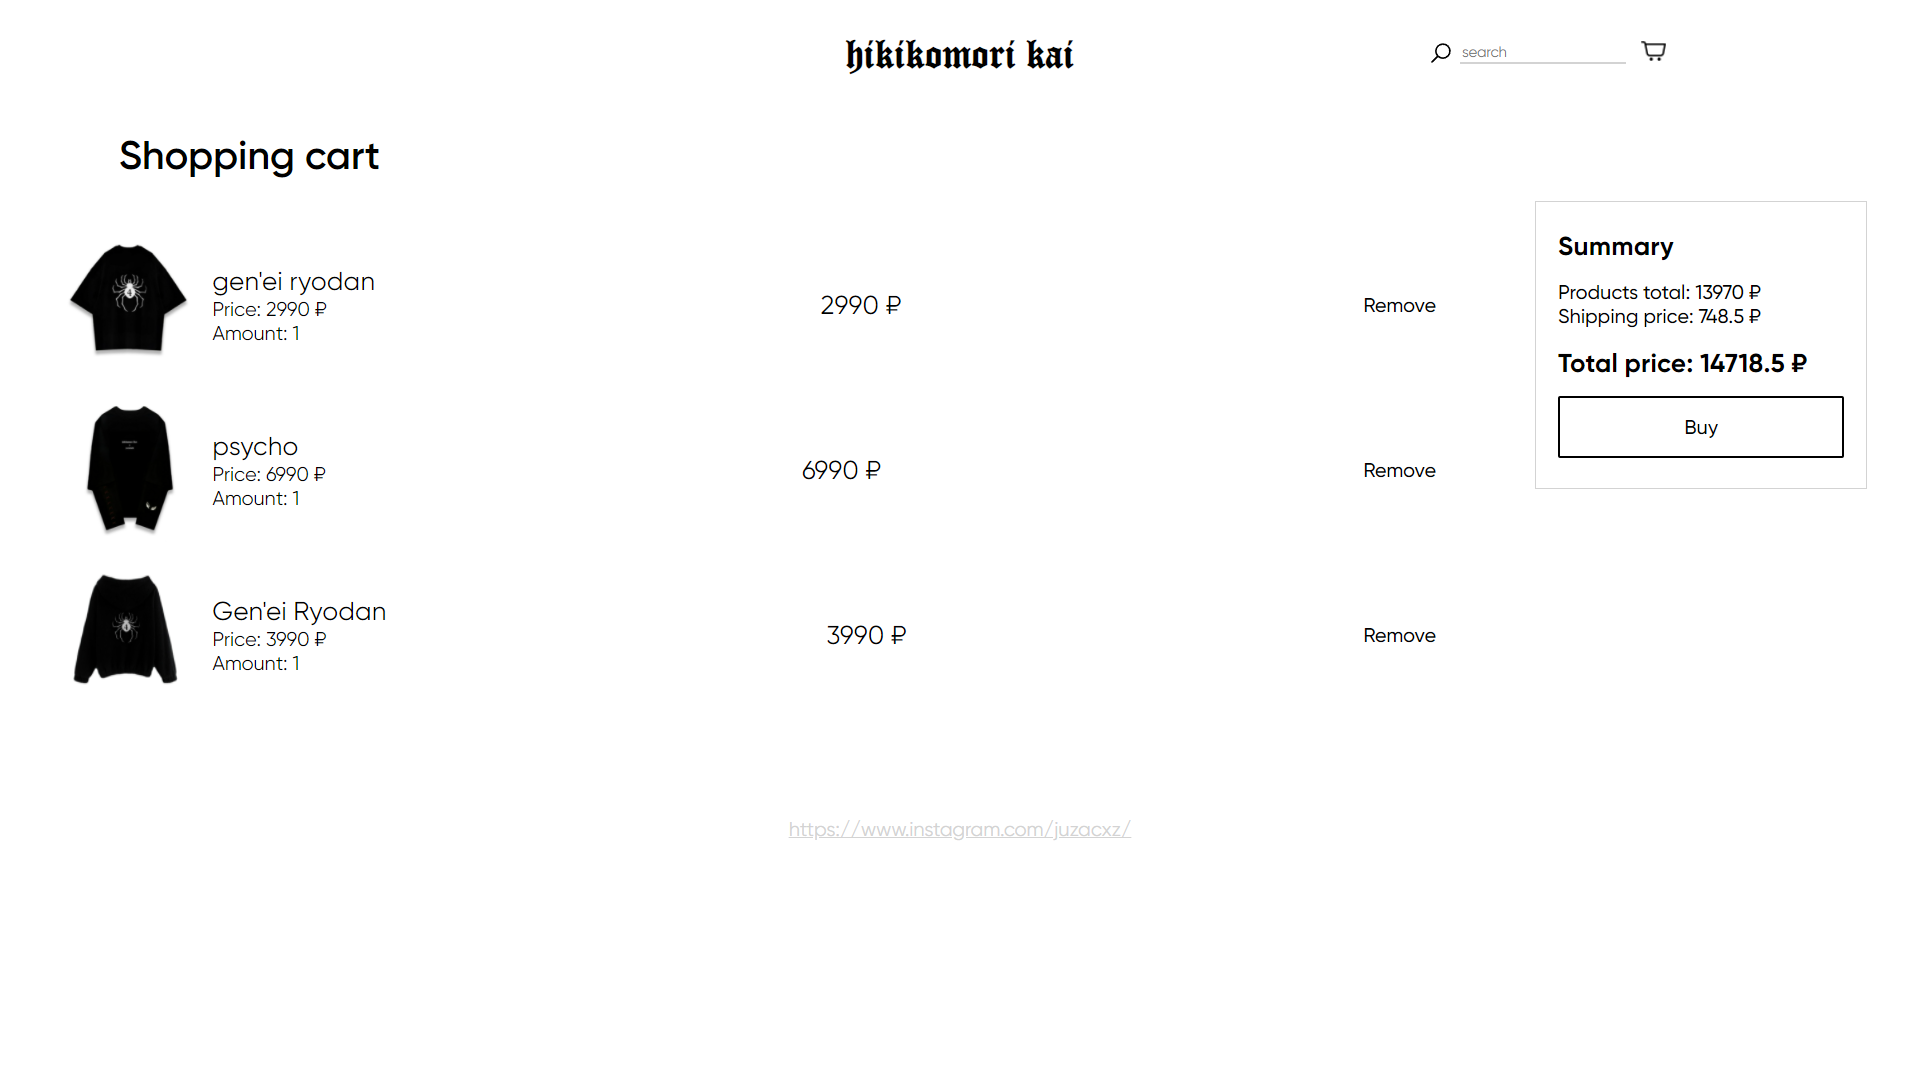 hikikomori kai
search
Shopping cart
gen'ei ryodan
Price: 2990 ₽
Amount: 1
2990 ₽
Remove
psycho
Price: 6990 ₽
Amount: 1
6990 ₽
Remove
Gen'ei Ryodan
Price: 3990 ₽
Amount: 1
3990 ₽
Remove
Summary
Products total: 13970 ₽
Shipping price: 748.5 ₽
Total price: 14718.5 ₽
Buy
https://www.instagram.com/juzacxz/